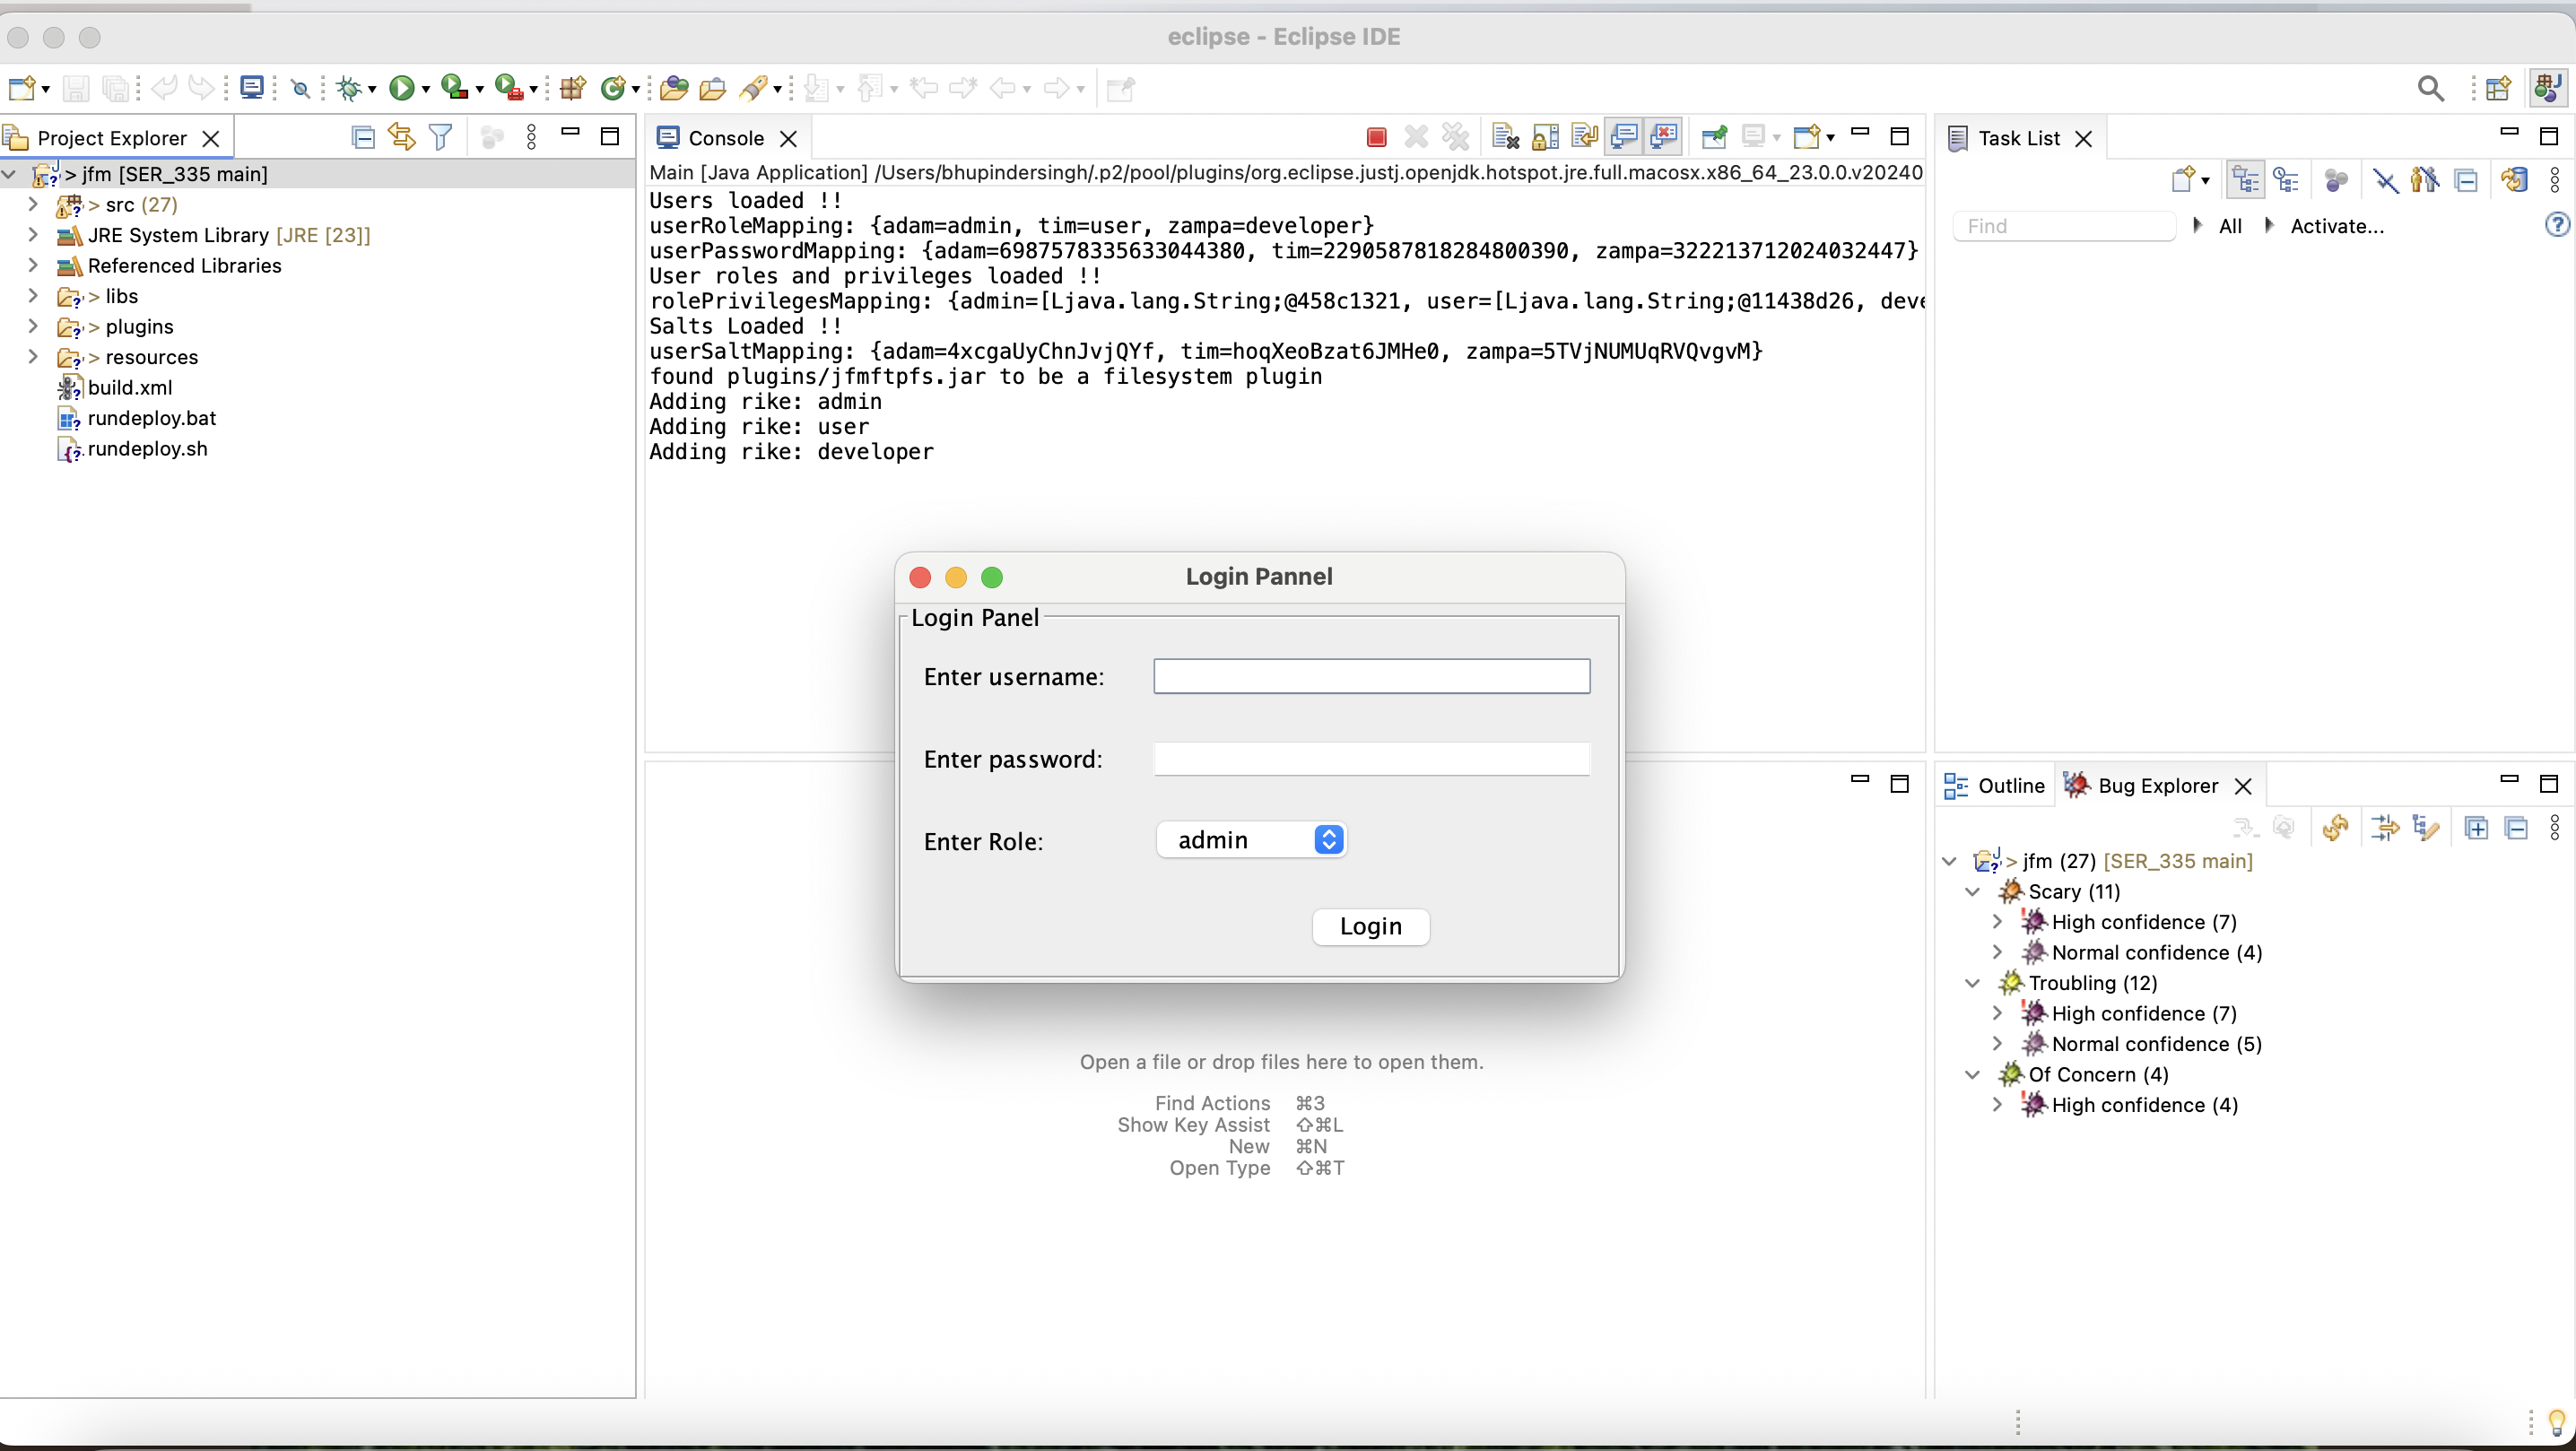 eclipse - Eclipse IDE
Project Explorer
> jfm [SER_335 main]
> src (27)
JRE System Library [JRE [23]]
Referenced Libraries
> libs
> plugins
> resources
build.xml
rundeploy.bat
rundeploy.sh
Console
Main [Java Application] /Users/bhupindersingh/.p2/pool/plugins/org.eclipse.justj.openjdk.hotspot.jre.full.macosx.x86_64_23.0.0.v20240
Users loaded !!
userRoleMapping: {adam=admin, tim=user, zampa=developer}
userPasswordMapping: {adam=6987578335633044380, tim=2290587818284800390, zampa=322213712024032447}
User roles and privileges loaded !!
rolePrivilegesMapping: {admin=[Ljava.lang.String;@458c1321, user=[Ljava.lang.String;@11438d26, deve
Salts Loaded !!
userSaltMapping: {adam=4xcgaUyChnJvjQYf, tim=hoqXeoBzat6JMHe0, zampa=5TVjNUMUqRVQvgvM}
found plugins/jfmftpfs.jar to be a filesystem plugin
Adding rike: admin
Adding rike: user
Adding rike: developer
Login Pannel
Login Panel
Enter username:
Enter password:
Enter Role: admin
Login
Open a file or drop files here to open them.
Find Actions ⌘3
Show Key Assist ⇧⌘L
New ⌘N
Open Type ⇧⌘T
Task List
Find All Activate...
Outline Bug Explorer
> jfm (27) [SER_335 main]
Scary (11)
High confidence (7)
Normal confidence (4)
Troubling (12)
High confidence (7)
Normal confidence (5)
Of Concern (4)
High confidence (4)